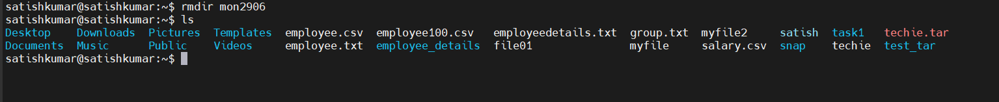 satishkumar@satishkumar:~$ rmdir mon2906
satishkumar@satishkumar:~$ ls
Desktop    Downloads  Pictures  Templates  employee.csv  employee100.csv   employeedetails.txt  group.txt  myfile2     satish  task1   techie.tar
Documents  Music      Public    Videos     employee.txt  employee_details  file01               myfile     salary.csv  snap    techie  test_tar
satishkumar@satishkumar:~$